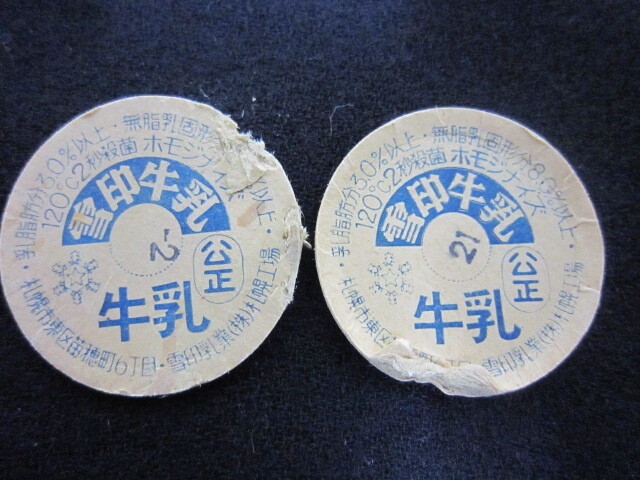 乳脂肪分3.0%以上・無脂乳固形
以上・
120℃2秒殺菌 ホモジナイズ
雪印牛乳
公正
牛乳
札幌市東区苗穂町6丁目・雪印乳業(株)札幌工場
乳脂肪分3.0%以上・無脂乳固形分8.0%以上・
120℃2秒殺菌 ホモジナイズ
雪印牛乳
21
公正
牛乳
札幌市東区
雪印乳業(株)札幌工場